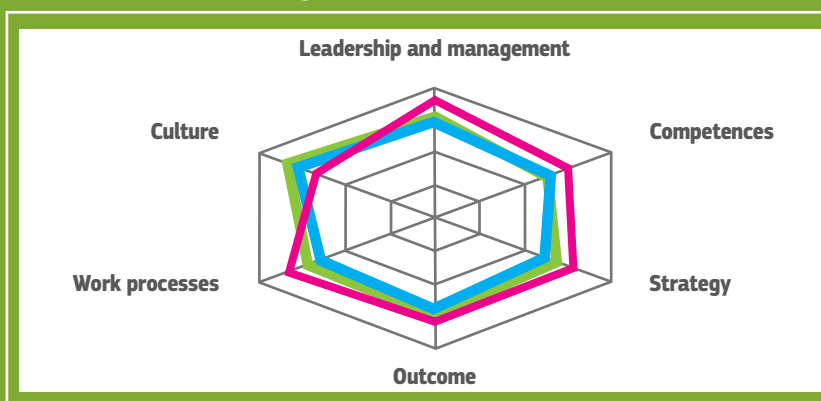 Leadership and management
Culture
Competences
Work processes
Strategy
Outcome